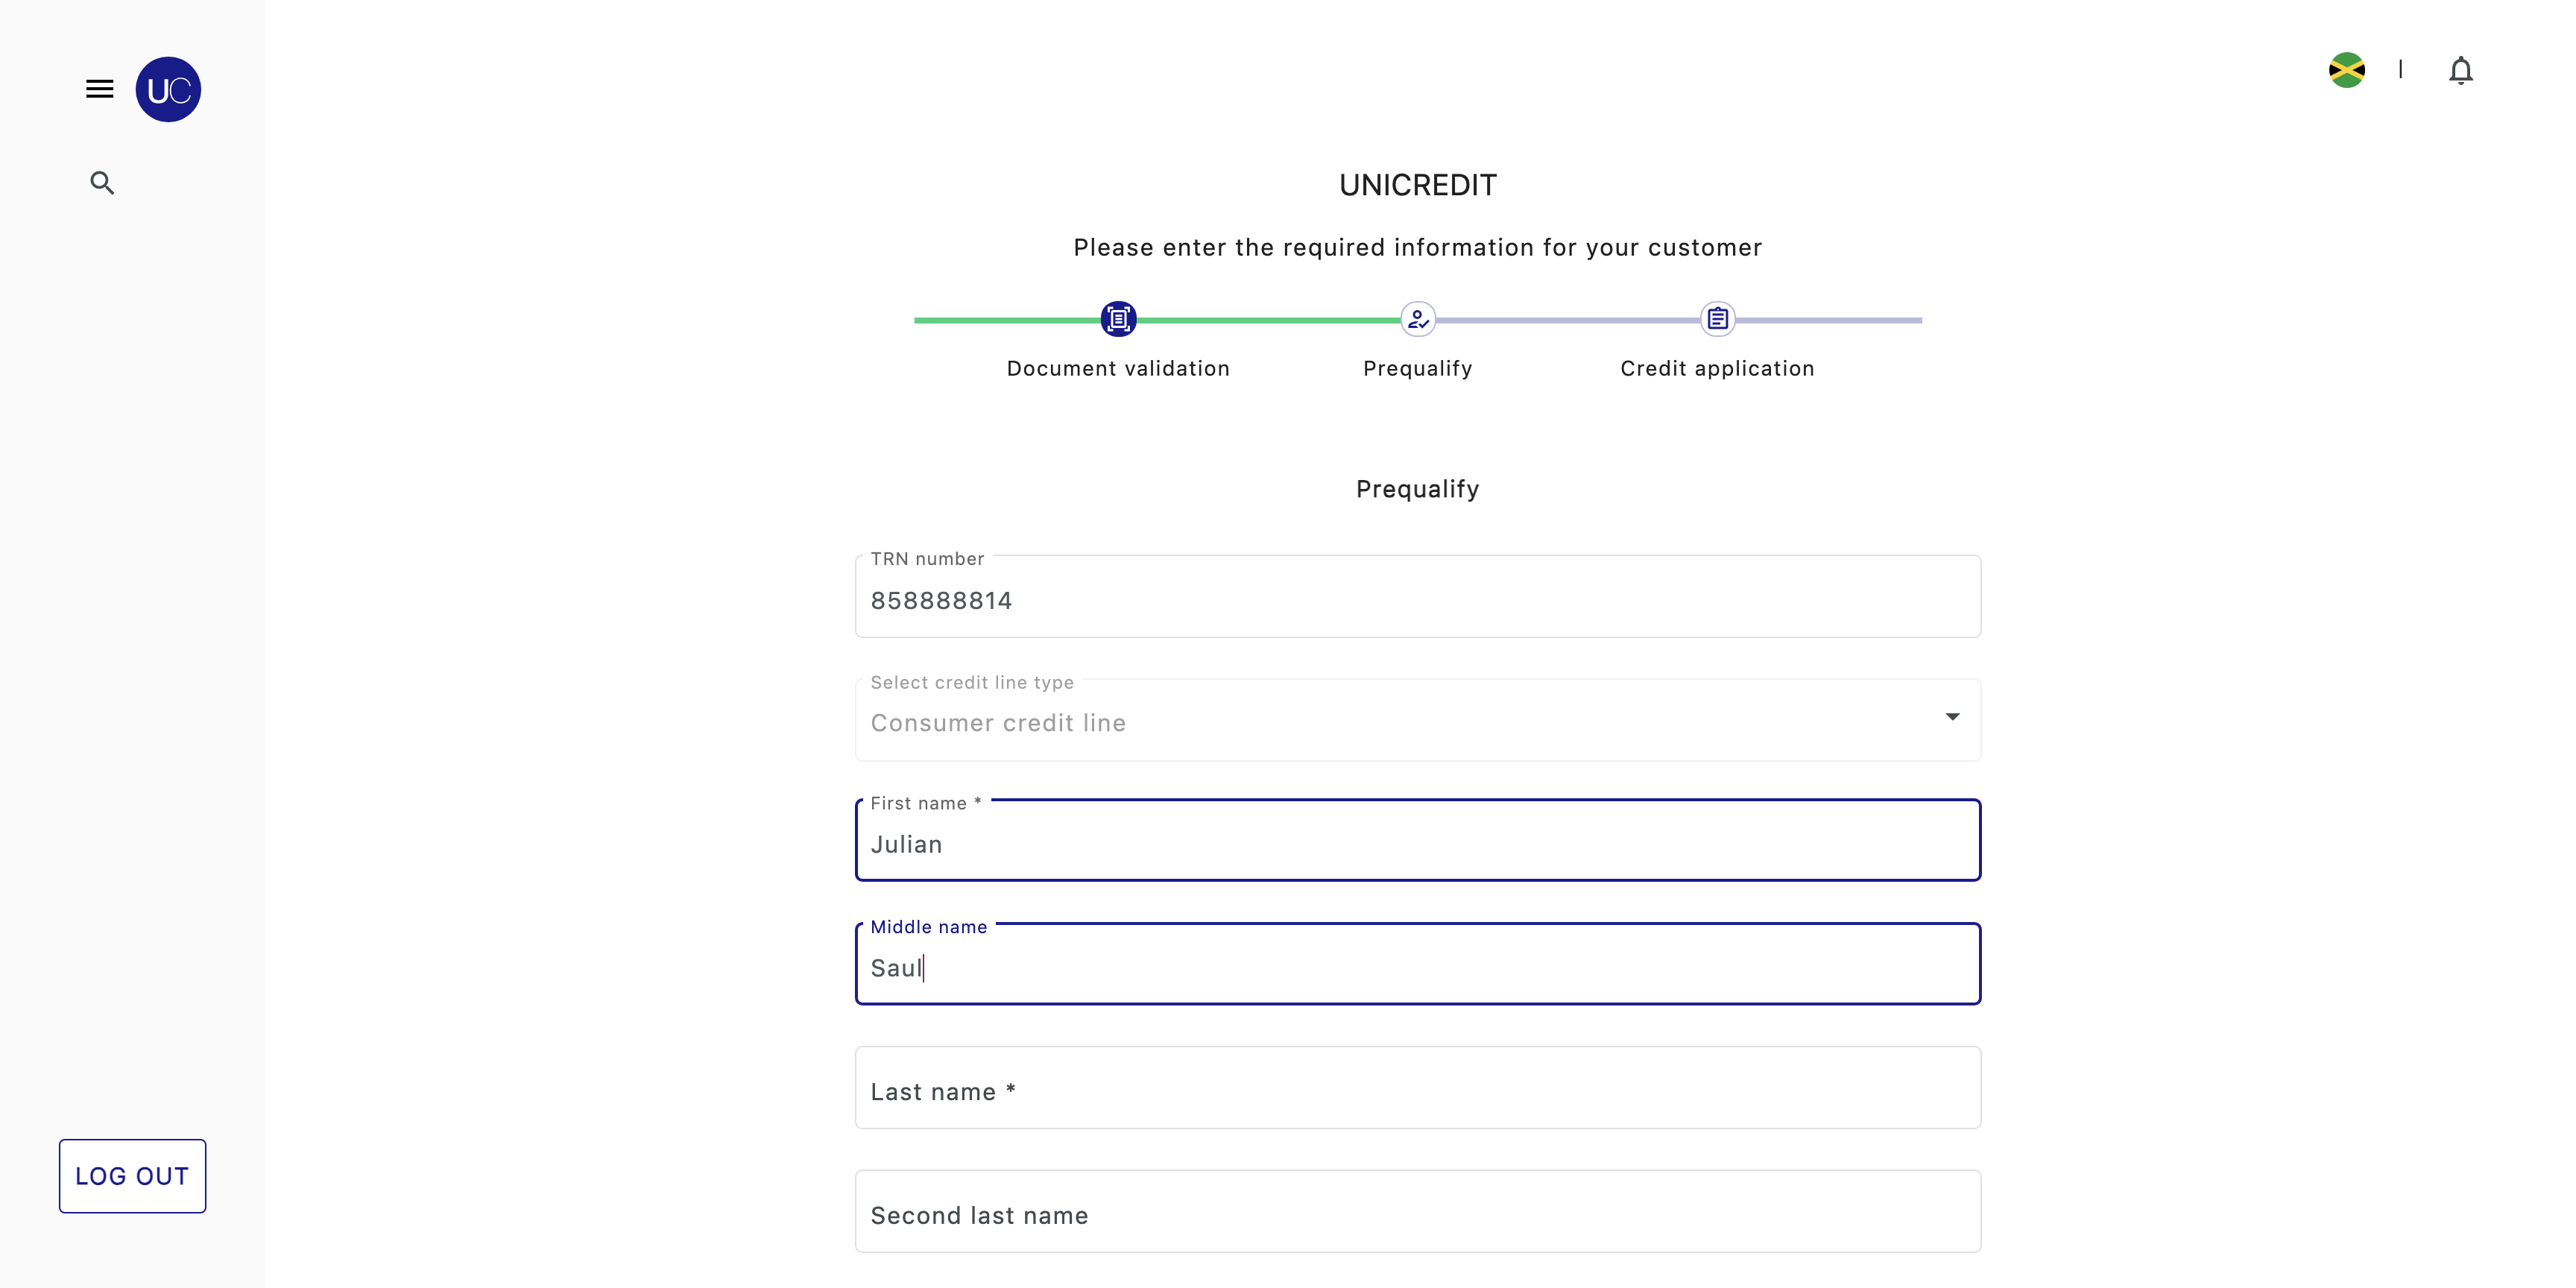 UC
UNICREDIT
Please enter the required information for your customer
Document validation
Prequalify
Credit application
Prequalify
TRN number
858888814
Select credit line type
Consumer credit line
First name *
Julian
Middle name
Saul
Last name *
Second last name
LOG OUT